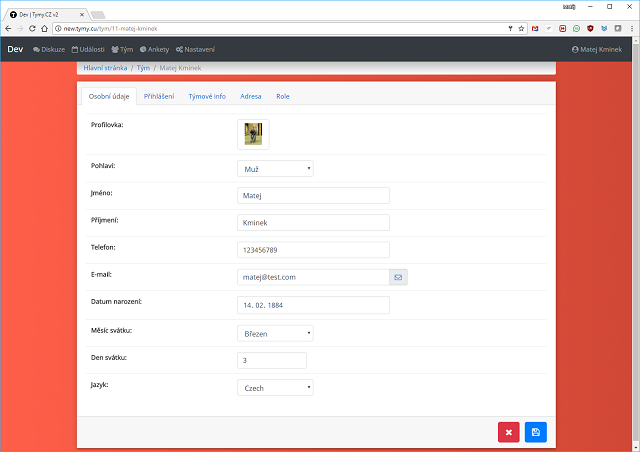 Dev | Tymy.CZ v2
new.tymy.cu/tym/11-matej-kminek
Dev Diskuze Události Tým Ankety Nastavení Matej Kminek
Hlavní stránka / Tým / Matej Kminek
Osobní údaje Přihlášení Týmové info Adresa Role
Profilovka:
Pohlaví: Muž
Jméno: Matej
Příjmení: Kminek
Telefon: 123456789
E-mail: matej@test.com
Datum narození: 14. 02. 1884
Měsíc svátku: Březen
Den svátku: 3
Jazyk: Czech